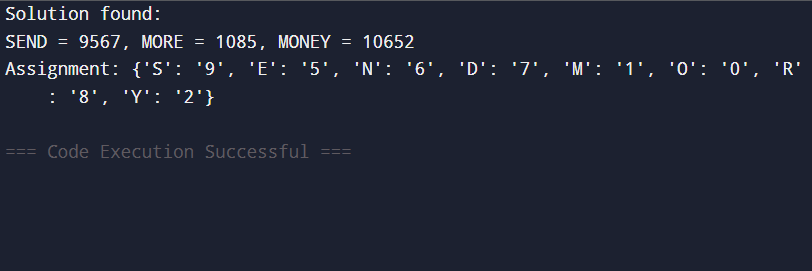 Solution found:
SEND = 9567, MORE = 1085, MONEY = 10652
Assignment: {'S': '9', 'E': '5', 'N': '6', 'D': '7', 'M': '1', 'O': '0', 'R'
: '8', 'Y': '2'}
=== Code Execution Successful ===